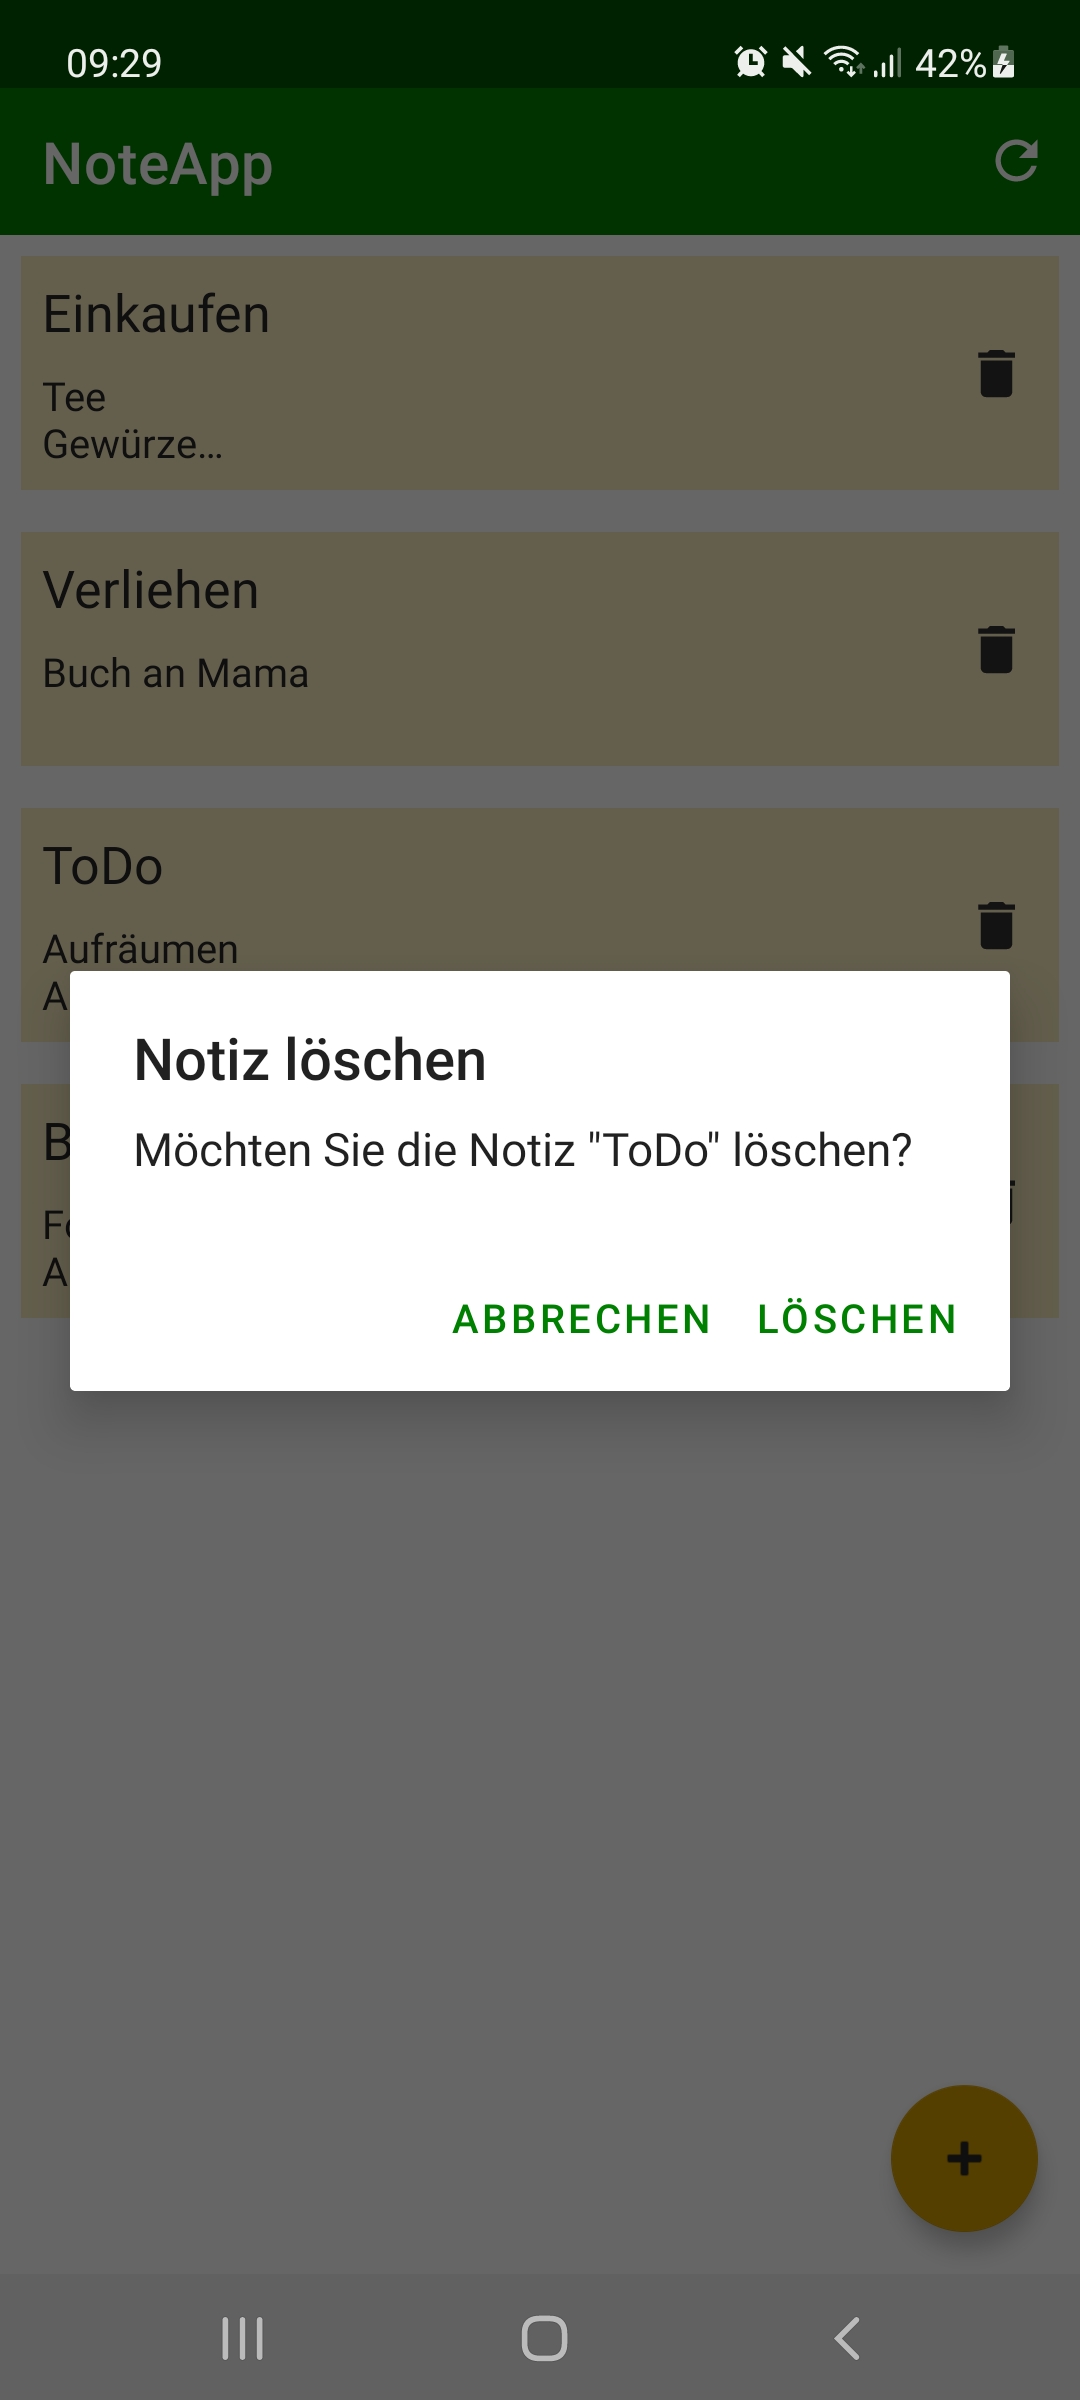 09:29
42%
NoteApp
Einkaufen
Tee
Gewürze...
Verliehen
Buch an Mama
ToDo
Aufräumen
Notiz löschen
Möchten Sie die Notiz "ToDo" löschen?
ABBRECHEN LÖSCHEN